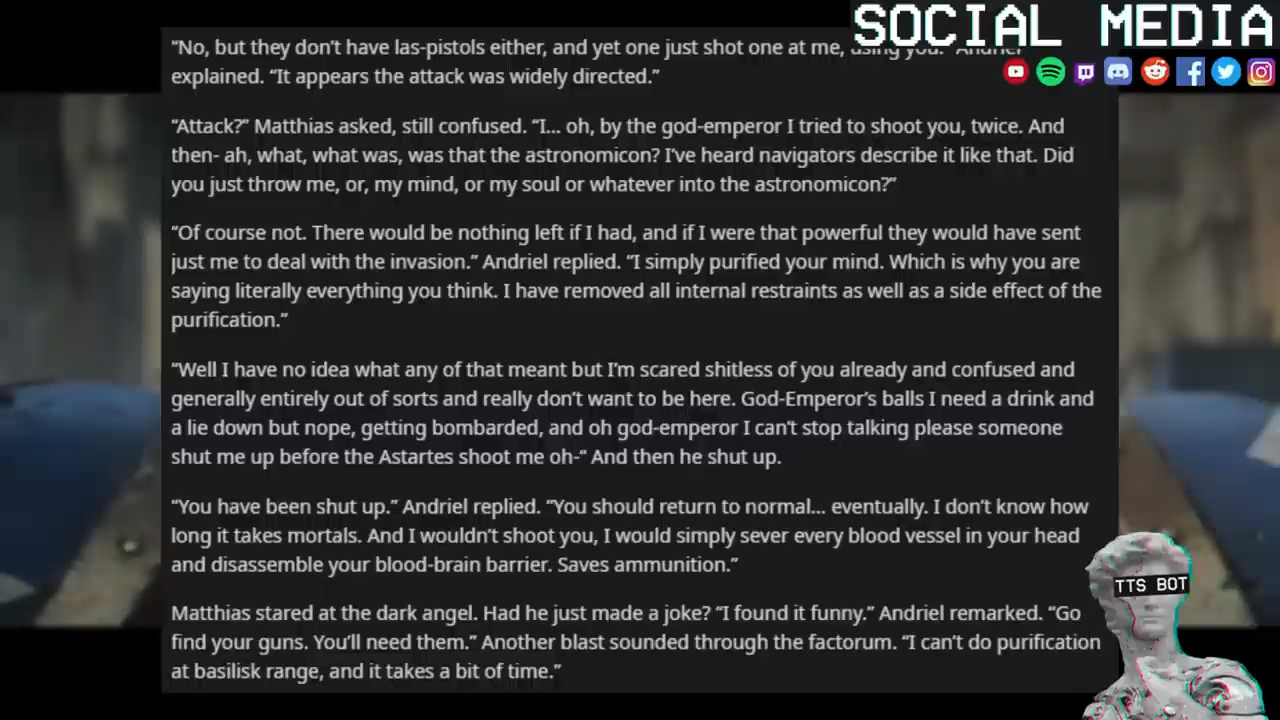 SOCIAL MEDIA
“No, but they don’t have las-pistols either, and yet one just shot one at me, using you.” Andriel
explained. “It appears the attack was widely directed.”
“Attack?” Matthias asked, still confused. “I... oh, by the god-emperor I tried to shoot you, twice. And
then- ah, what, what was, was that the astronomicon? I’ve heard navigators describe it like that. Did
you just throw me, or, my mind, or my soul or whatever into the astronomicon?”
“Of course not. There would be nothing left if I had, and if I were that powerful they would have sent
just me to deal with the invasion.” Andriel replied. “I simply purified your mind. Which is why you are
saying literally everything you think. I have removed all internal restraints as well as a side effect of the
purification.”
“Well I have no idea what any of that meant but I’m scared shitless of you already and confused and
generally entirely out of sorts and really don’t want to be here. God-Emperor’s balls I need a drink and
a lie down but nope, getting bombarded, and oh god-emperor I can’t stop talking please someone
shut me up before the Astartes shoot me oh-“ And then he shut up.
“You have been shut up.” Andriel replied. “You should return to normal... eventually. I don’t know how
long it takes mortals. And I wouldn’t shoot you, I would simply sever every blood vessel in your head
and disassemble your blood-brain barrier. Saves ammunition.”
Matthias stared at the dark angel. Had he just made a joke? “I found it funny.” Andriel remarked. “Go
find your guns. You’ll need them.” Another blast sounded through the factorum. “I can’t do purification
at basilisk range, and it takes a bit of time.”
TTS BOT